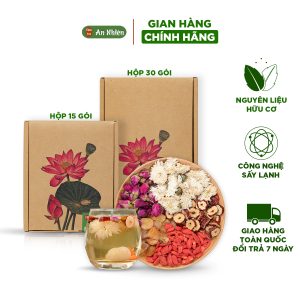 An Nhiên
GIAN HÀNG
CHÍNH HÃNG
HỘP 30 GÓI
HỘP 15 GÓI
NGUYÊN LIỆU
HỮU CƠ
CÔNG NGHỆ
SẤY LẠNH
GIAO HÀNG
TOÀN QUỐC
ĐỔI TRẢ 7 NGÀY